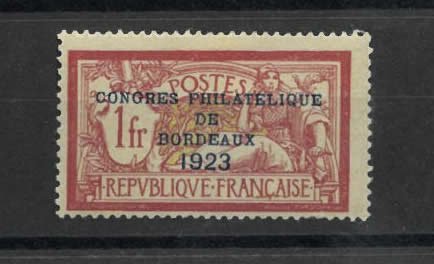 POSTES
CONGRES PHILATELIQUE
DE
BORDEAUX
1923
1fr
REPVBLIQVE·FRANÇAISE·